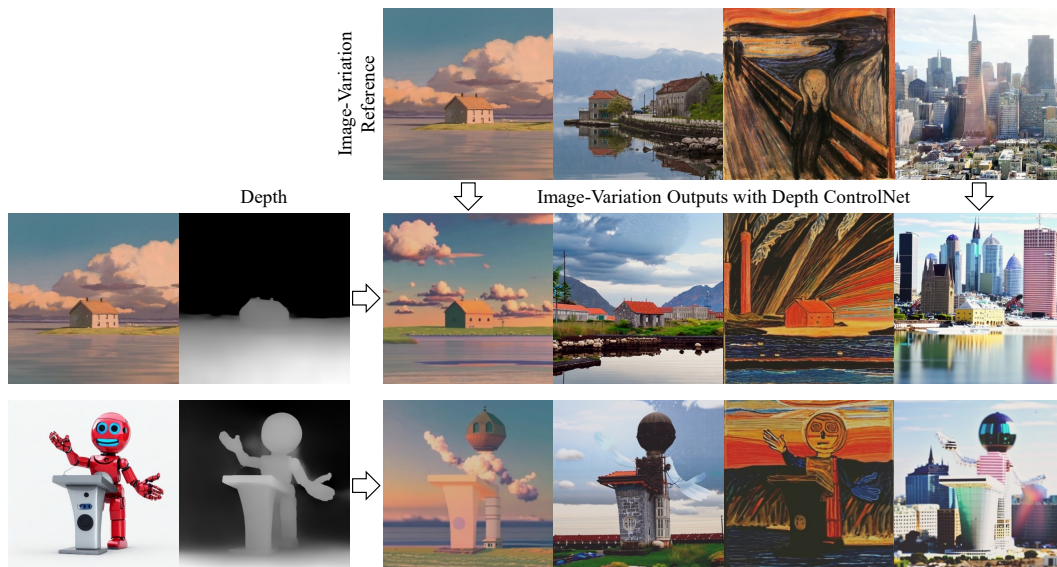 Image-Variation
Reference
Depth
Image-Variation Outputs with Depth ControlNet